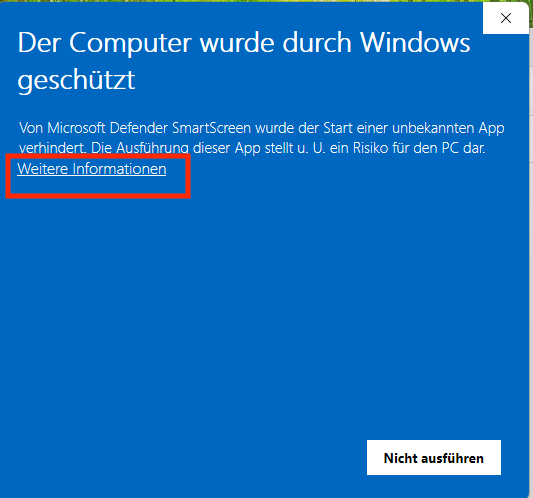 Der Computer wurde durch Windows
geschützt
Von Microsoft Defender SmartScreen wurde der Start einer unbekannten App
verhindert. Die Ausführung dieser App stellt u. U. ein Risiko für den PC dar.
Weitere Informationen
Nicht ausführen